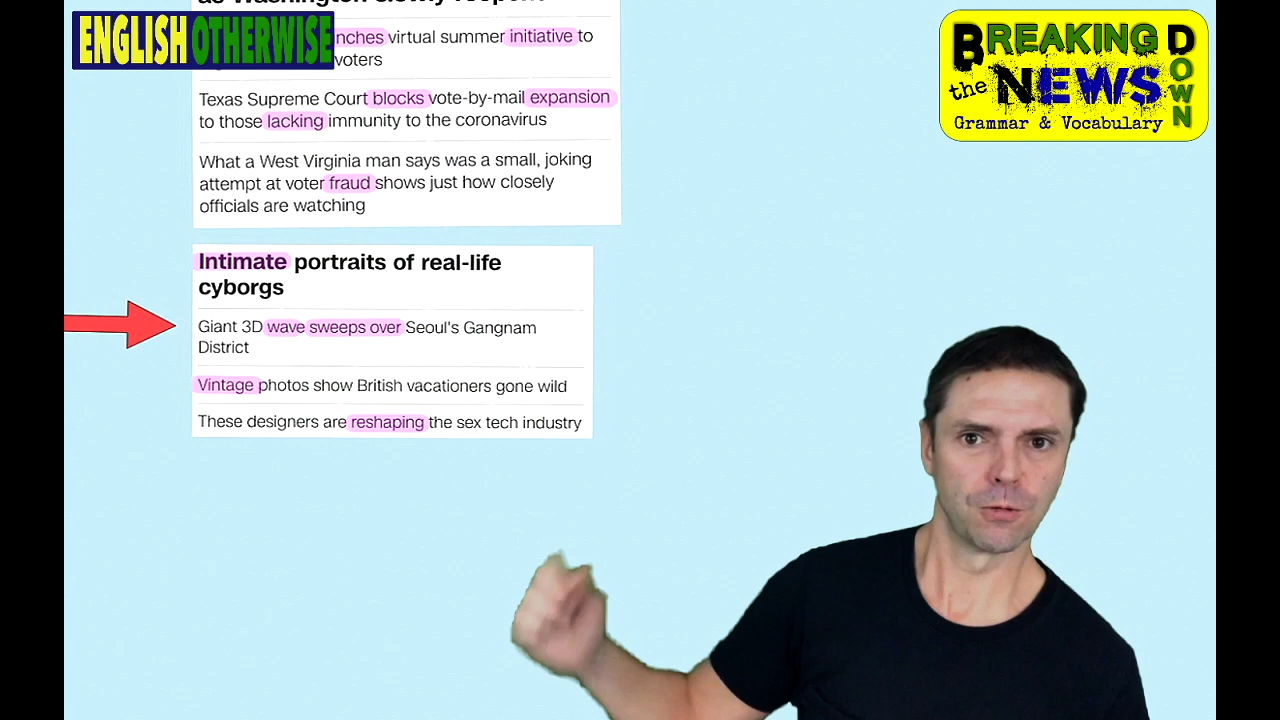 as Washington slowly reopens
ENGLISH OTHERWISE
nches virtual summer initiative to
voters
Texas Supreme Court blocks vote-by-mail expansion
to those lacking immunity to the coronavirus
What a West Virginia man says was a small, joking
attempt at voter fraud shows just how closely
officials are watching
Intimate portraits of real-life
cyborgs
Giant 3D wave sweeps over Seoul's Gangnam
District
Vintage photos show British vacationers gone wild
These designers are reshaping the sex tech industry
BREAKING DOWN
the NEWS
Grammar & Vocabulary